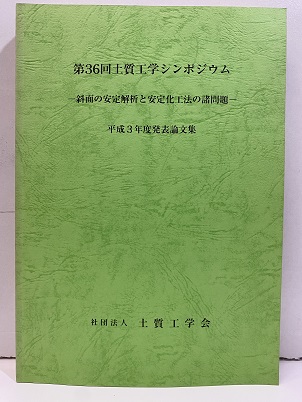 第36回土質工学シンポジウム
―斜面の安定解析と安定化工法の諸問題―
平成3年度発表論文集
社団法人 土質工学会